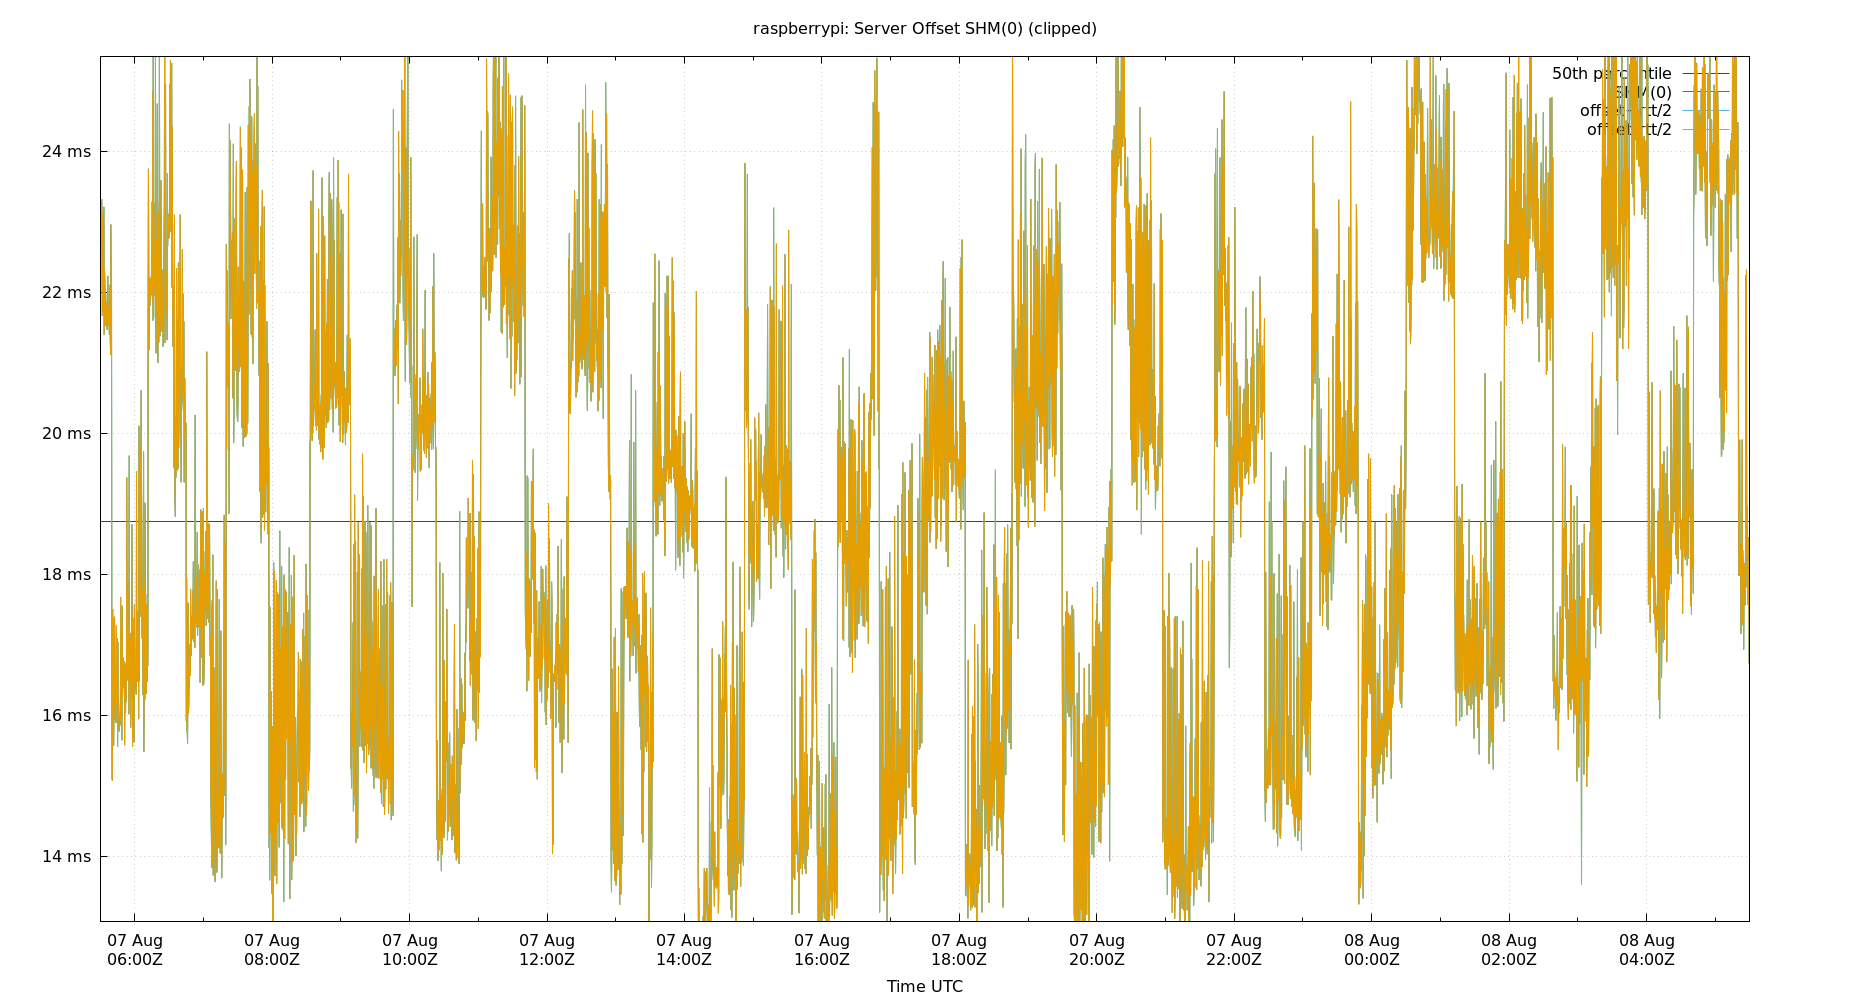 raspberrypi: Server Offset SHM(0) (clipped)
50th percentile
SHM(0)
rtt/2
rtt/2
24 ms
22 ms
20 ms
18 ms
16 ms
14 ms
07 Aug 07 Aug 07 Aug 07 Aug 07 Aug 07 Aug 07 Aug 07 Aug 07 Aug 08 Aug 08 Aug 08 Aug
06:00Z 08:00Z 10:00Z 12:00Z 14:00Z 16:00Z 18:00Z 20:00Z 22:00Z 00:00Z 02:00Z 04:00Z
Time UTC